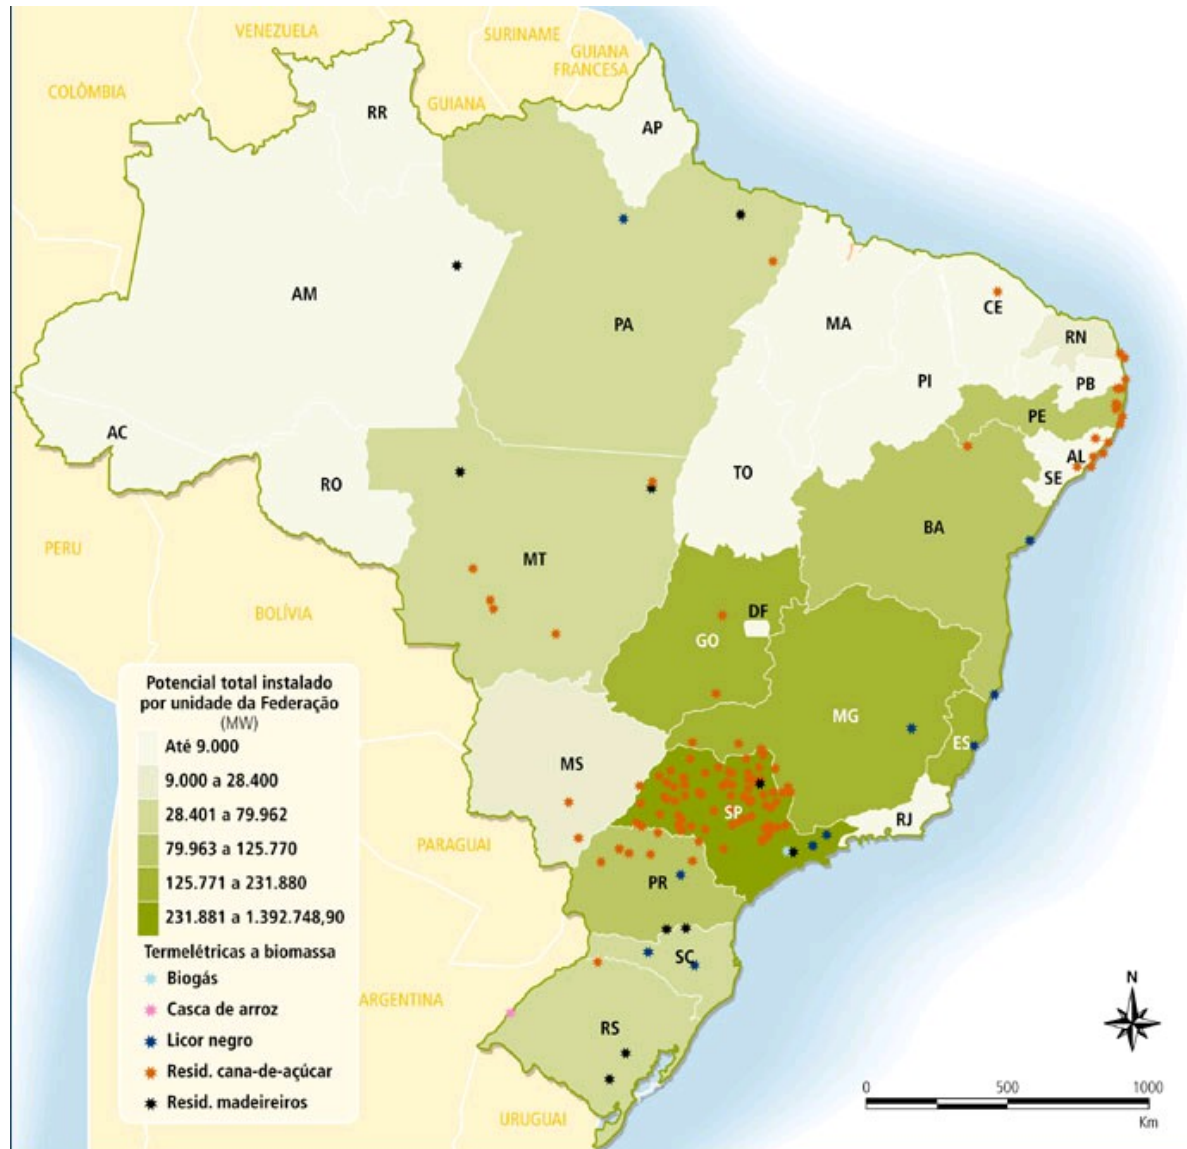 VENEZUELA
SURINAME
GUIANA
FRANCESA
COLÔMBIA
GUIANA
RR
AP
AM
PA
MA
CE
RN
PB
PI
PE
AC
AL
TO
SE
RO
BA
PERU
MT
BOLÍVIA
DF
GO
MG
ES
MS
SP
RJ
PARAGUAI
PR
SC
ARGENTINA
RS
URUGUAI
Potencial total instalado
por unidade da Federação
(MW)
Até 9.000
9.000 a 28.400
28.401 a 79.962
79.963 a 125.770
125.771 a 231.880
231.881 a 1.392.748,90
Termelétricas a biomassa
Biogás
Casca de arroz
Licor negro
Resid. cana-de-açúcar
Resid. madeireiros
N
0 500 1000
Km